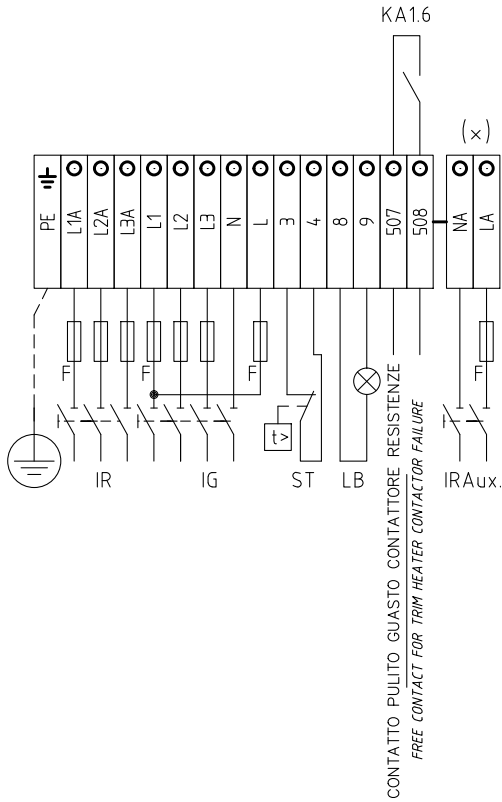 KA1.6
(x)
PE L1A L2A L3A L1 L2 L3 N L 3 4 8 9 507 508 NA LA
F F F F
t>
IR IG ST LB IRAux.
CONTATTO PULITO GUASTO CONTATTORE RESISTENZE
FREE CONTACT FOR TRIM HEATER CONTACTOR FAILURE